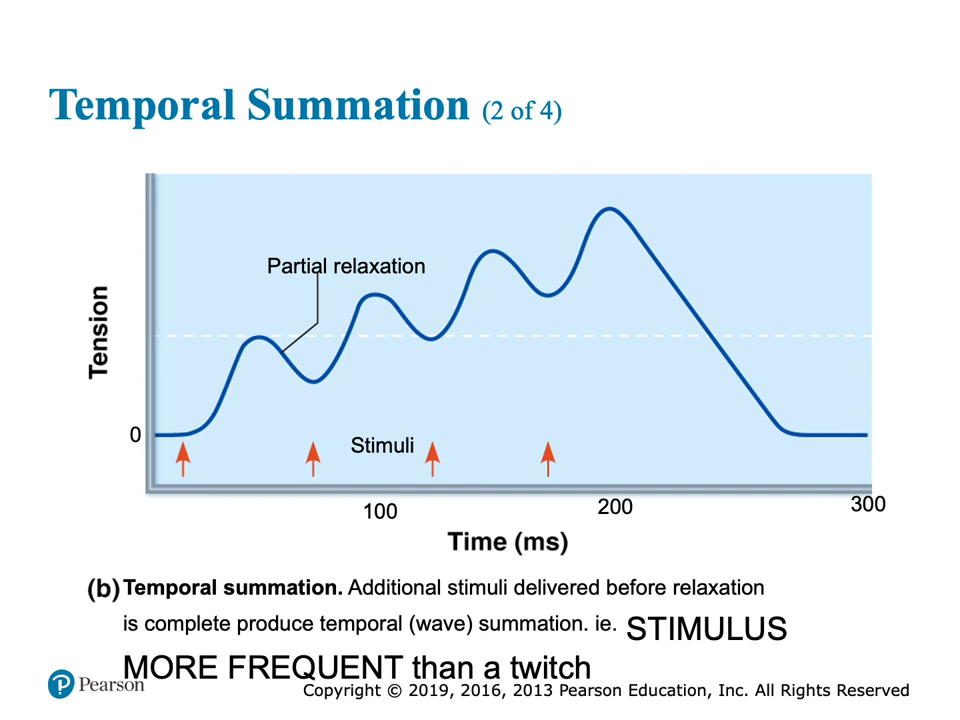 Temporal Summation (2 of 4)
Partial relaxation
Tension
0
Stimuli
100
200
300
Time (ms)
(b) Temporal summation. Additional stimuli delivered before relaxation
is complete produce temporal (wave) summation. ie. STIMULUS
MORE FREQUENT than a twitch
Pearson
Copyright © 2019, 2016, 2013 Pearson Education, Inc. All Rights Reserved